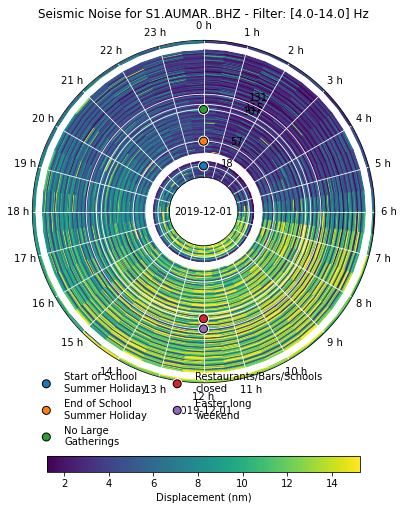 Seismic Noise for S1.AUMAR..BHZ - Filter: [4.0-14.0] Hz
0 h
23 h
1 h
22 h
2 h
21 h
3 h
20 h
4 h
19 h
5 h
18 h
6 h
17 h
7 h
16 h
8 h
15 h
9 h
14 h
10 h
13 h
11 h
12 h
57
18
2019-12-01
2019-12-01
Start of School
Summer Holiday
End of School
Summer Holiday
No Large
Gatherings
Restaurants/Bars/Schools
closed
Easter long
weekend
2 4 6 8 10 12 14
Displacement (nm)